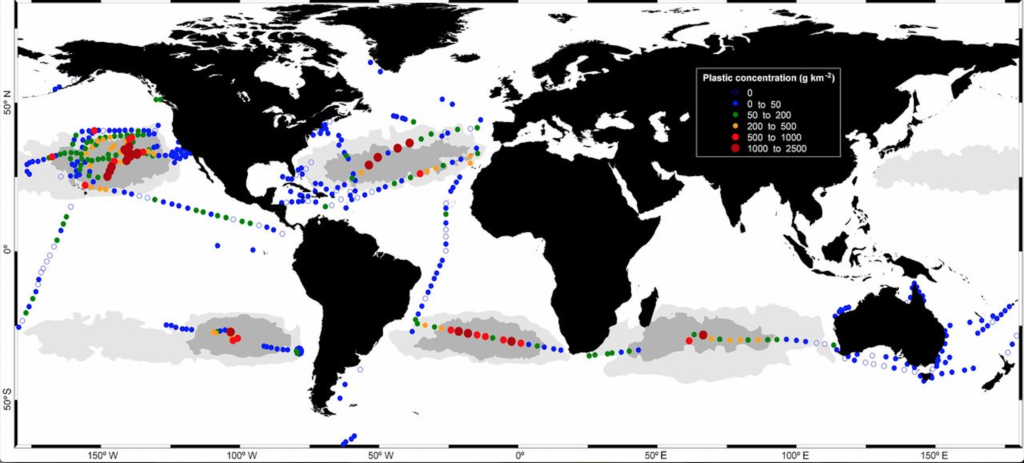 Plastic concentration (g km-2)
0
0 to 50
50 to 200
200 to 500
500 to 1000
1000 to 2500
50° N
0°
50° S
150° W
100° W
50° W
0°
50° E
100° E
150° E